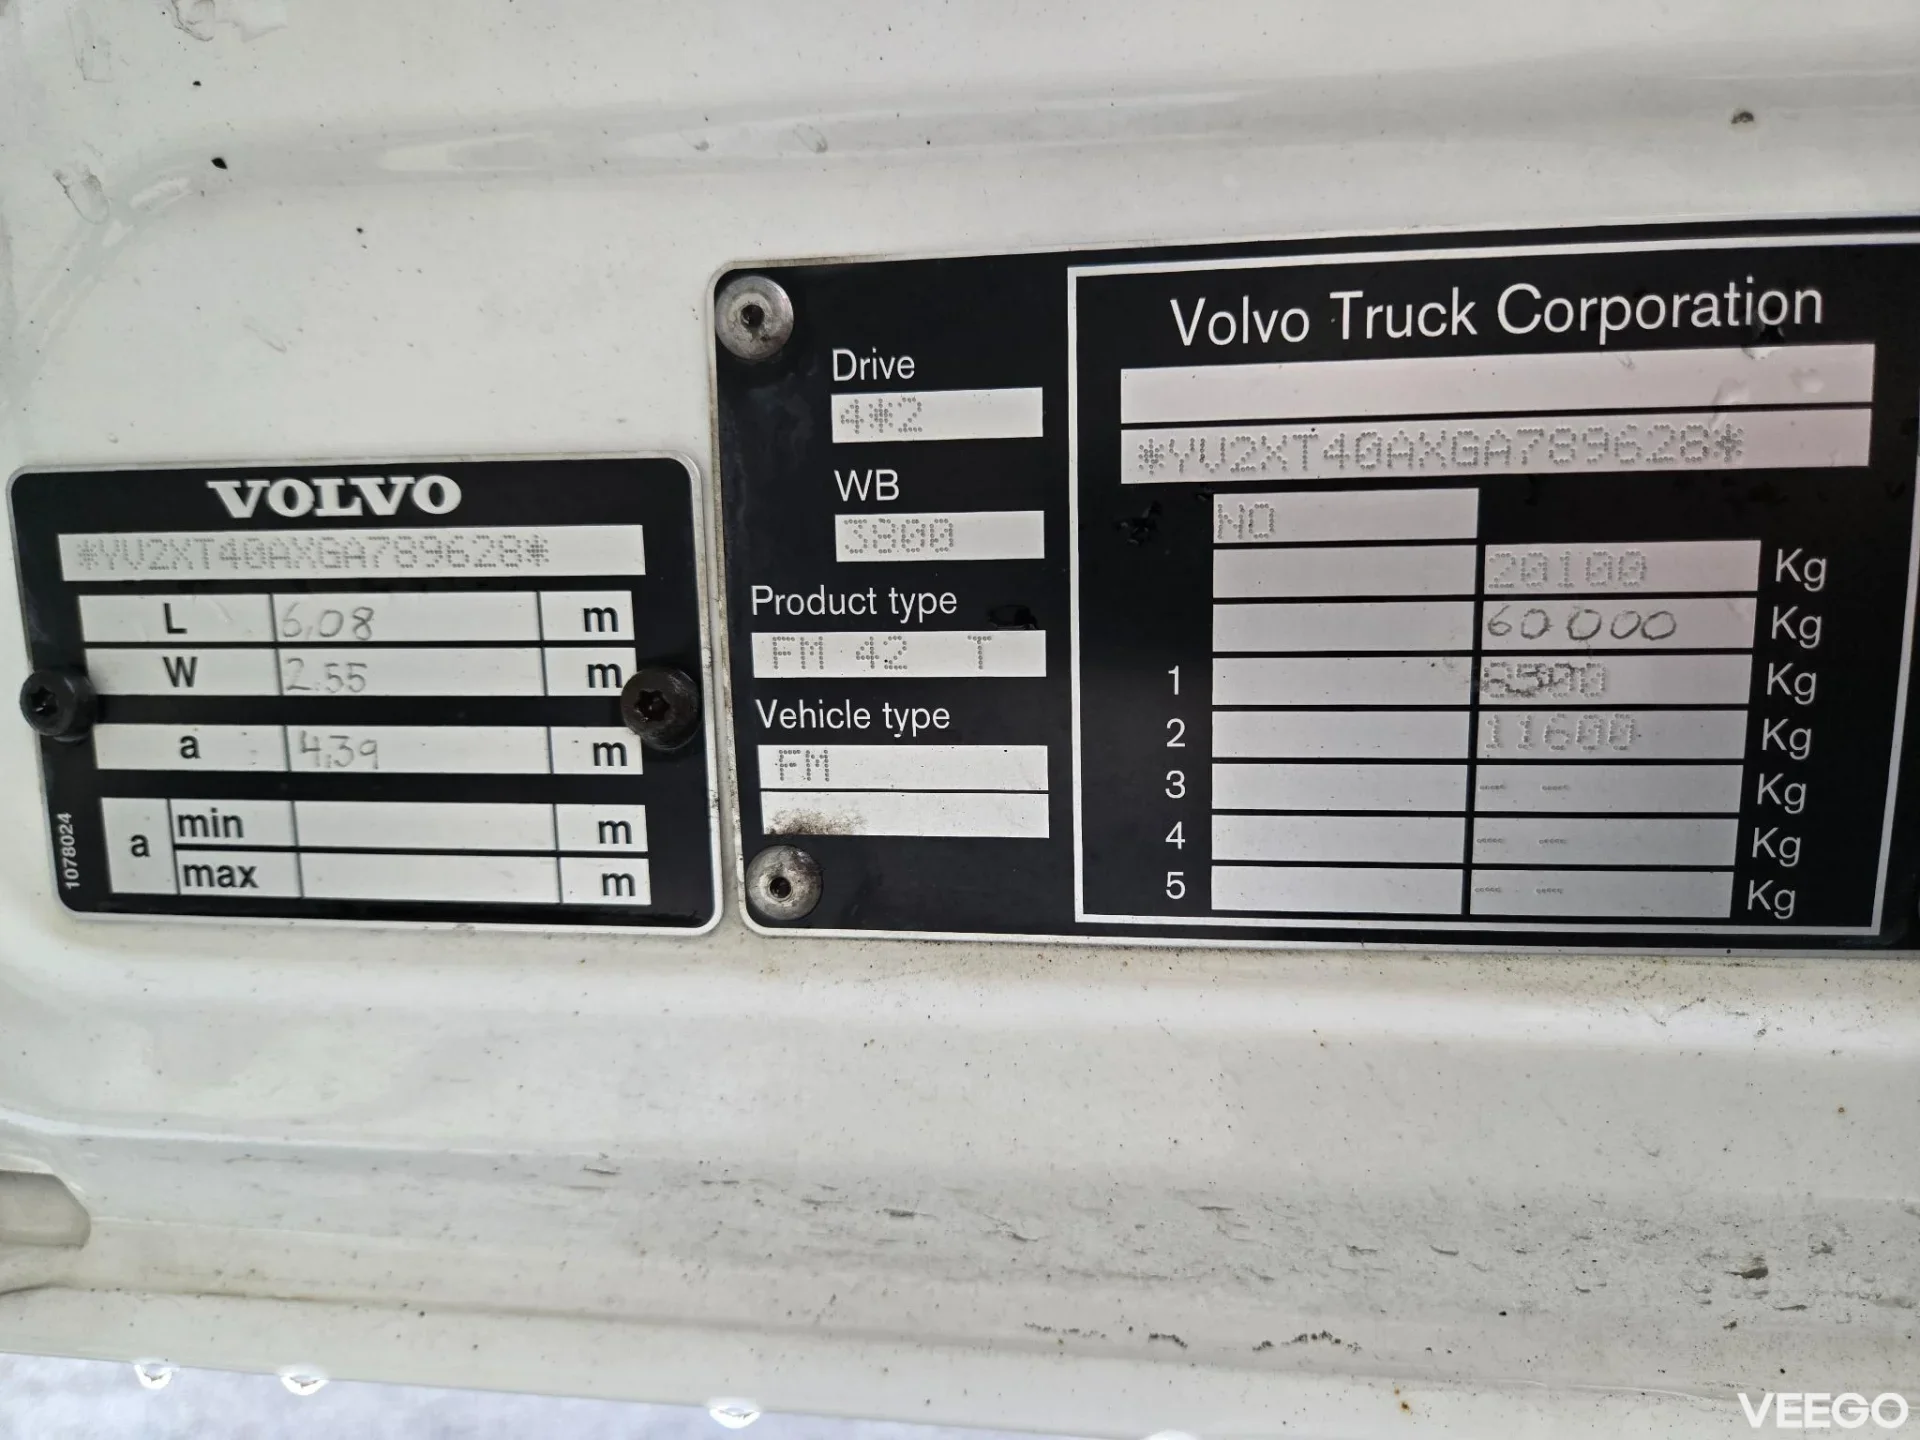 VOLVO
*YV2XT40AXGA789628*
L 6,08 m
W 2.55 m
a 4,39 m
a min m
max m
1078024
Drive
4*2
WB
3800
Product type
FM 42 T
Vehicle type
FM
Volvo Truck Corporation
*YV2XT40AXGA789628*
NO
20100 Kg
60000 Kg
1 8500 Kg
2 11600 Kg
3 ---- ---- Kg
4 ---- ---- Kg
5 ---- ---- Kg
VEEGO